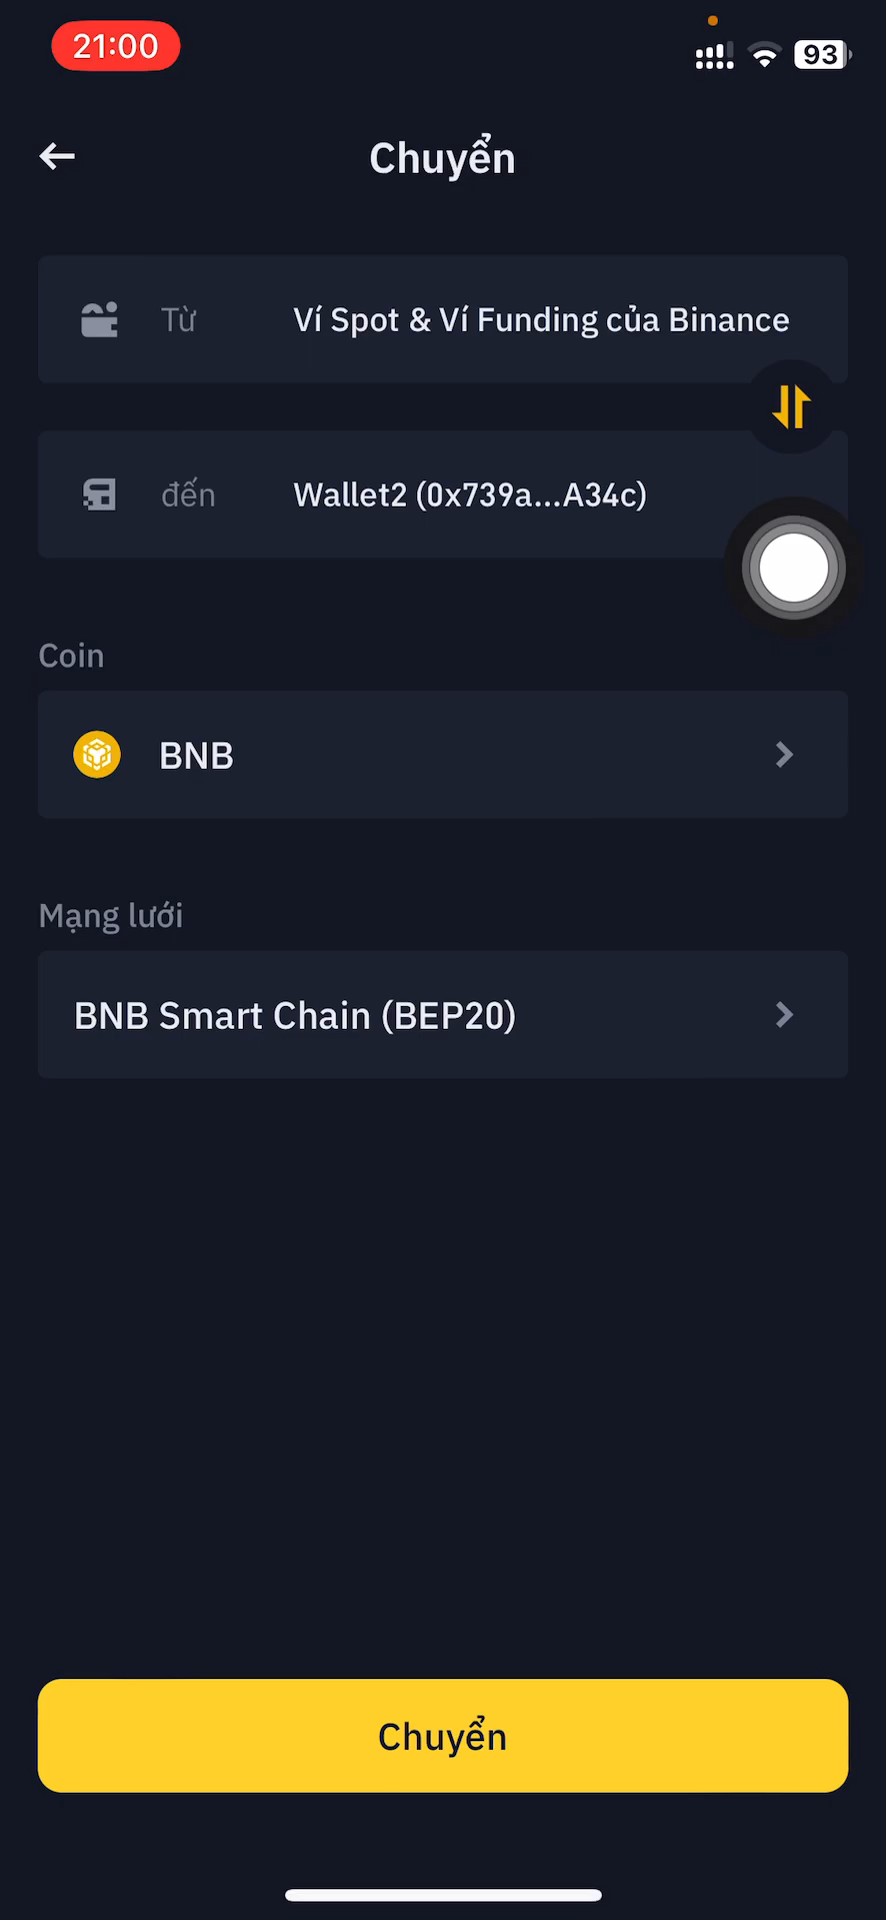 21:00
93
Chuyển
Từ
Ví Spot & Ví Funding của Binance
đến
Wallet2 (0x739a...A34c)
Coin
BNB
Mạng lưới
BNB Smart Chain (BEP20)
Chuyển